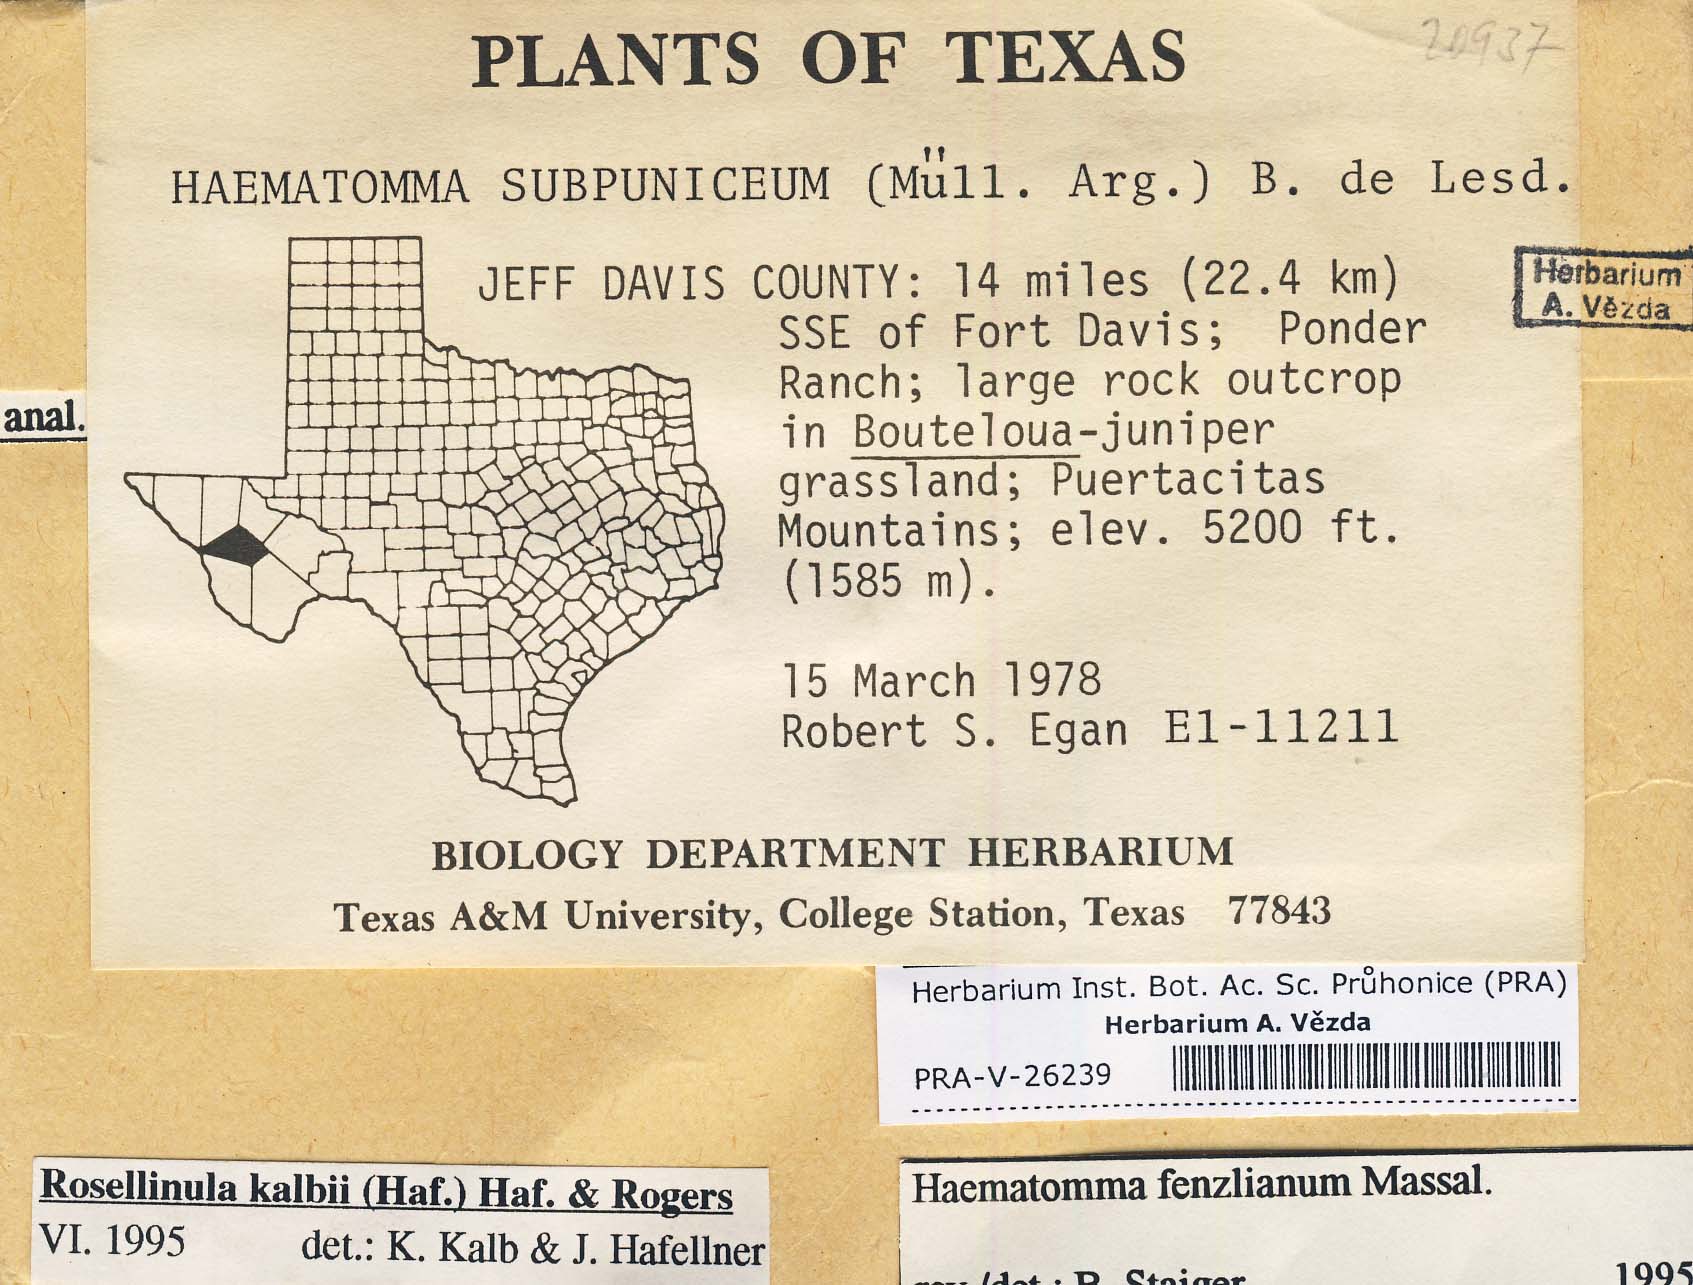 PLANTS OF TEXAS
20937
HAEMATOMMA SUBPUNICEUM (Müll. Arg.) B. de Lesd.
JEFF DAVIS COUNTY: 14 miles (22.4 km)
SSE of Fort Davis; Ponder
Ranch; large rock outcrop
in Bouteloua-juniper
grassland; Puertacitas
Mountains; elev. 5200 ft.
(1585 m).
Herbarium
A. Vězda
anal.
15 March 1978
Robert S. Egan E1-11211
BIOLOGY DEPARTMENT HERBARIUM
Texas A&M University, College Station, Texas 77843
Herbarium Inst. Bot. Ac. Sc. Průhonice (PRA)
Herbarium A. Vězda
PRA-V-26239
Rosellinula kalbii (Haf.) Haf. & Rogers
VI. 1995 det.: K. Kalb & J. Hafellner
Haematomma fenzlianum Massal.
rev./det.: B. Staiger 1995